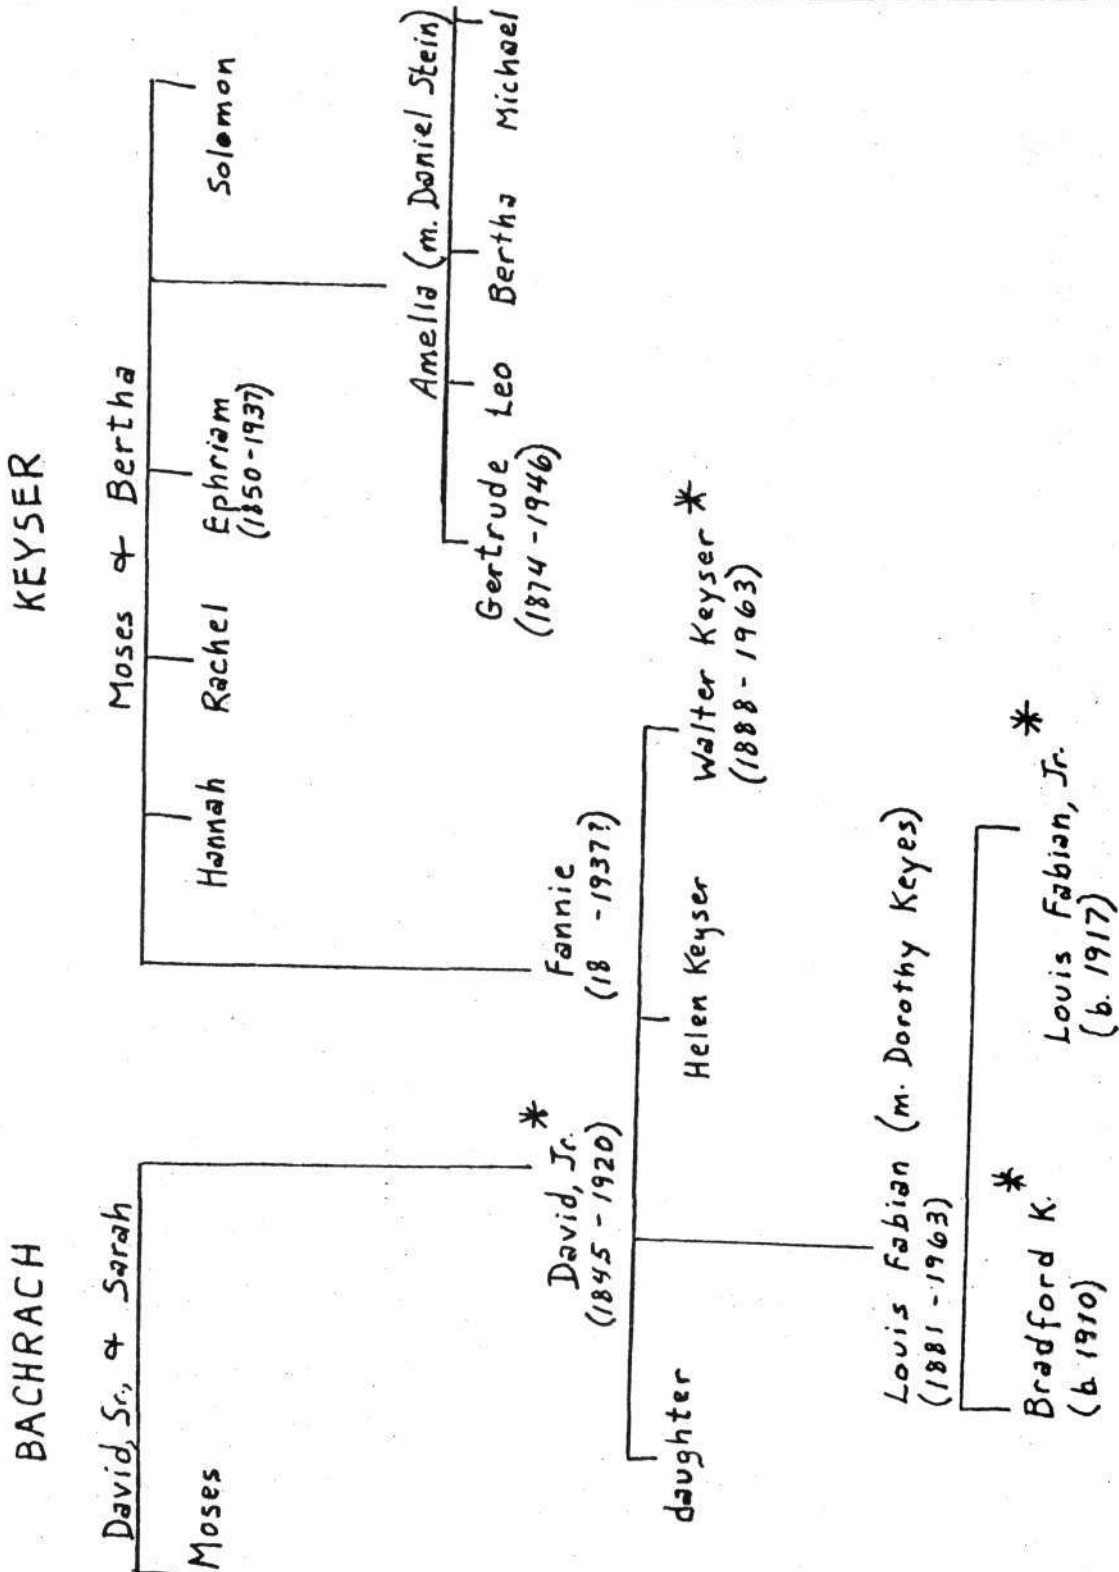 BACHRACH
KEYSER
David, Sr., & Sarah
Moses & Bertha
Moses
Hannah
Rachel
Ephriam
(1850-1937)
Solomon
Amelia (m. Daniel Stein)
Gertrude
(1874-1946)
Leo
Bertha
Michael
David, Jr. *
(1845-1920)
Fannie
(18 -1937?)
daughter
Helen Keyser
Walter Keyser *
(1888-1963)
Louis Fabian (m. Dorothy Keyes)
(1881-1963)
Bradford K. *
(b. 1910)
Louis Fabian, Jr. *
(b. 1917)